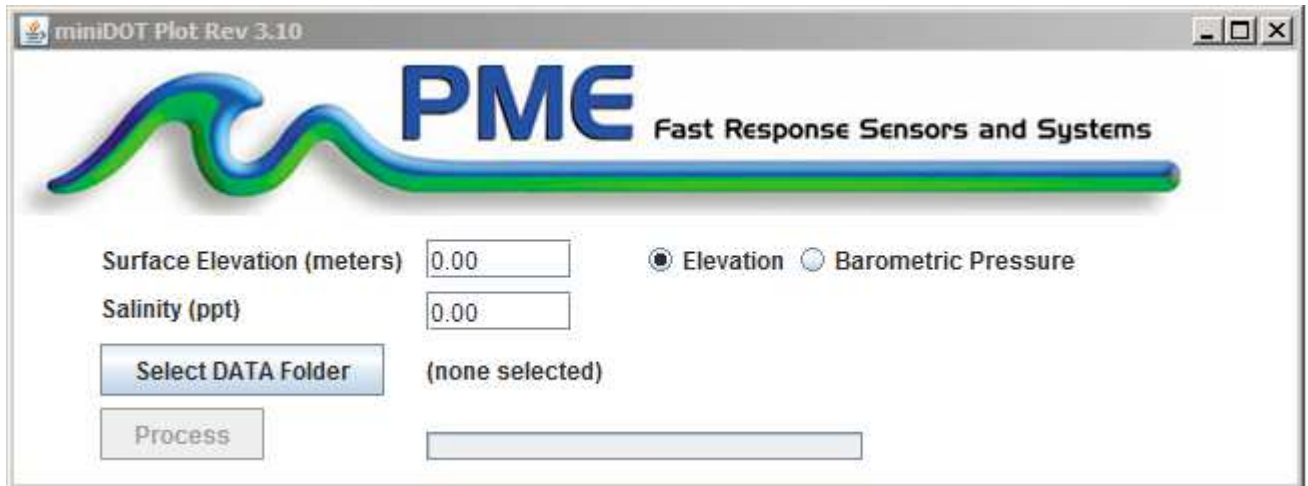 miniDOT Plot Rev 3.10
PME Fast Response Sensors and Systems
Surface Elevation (meters) 0.00 Elevation Barometric Pressure
Salinity (ppt) 0.00
Select DATA Folder (none selected)
Process